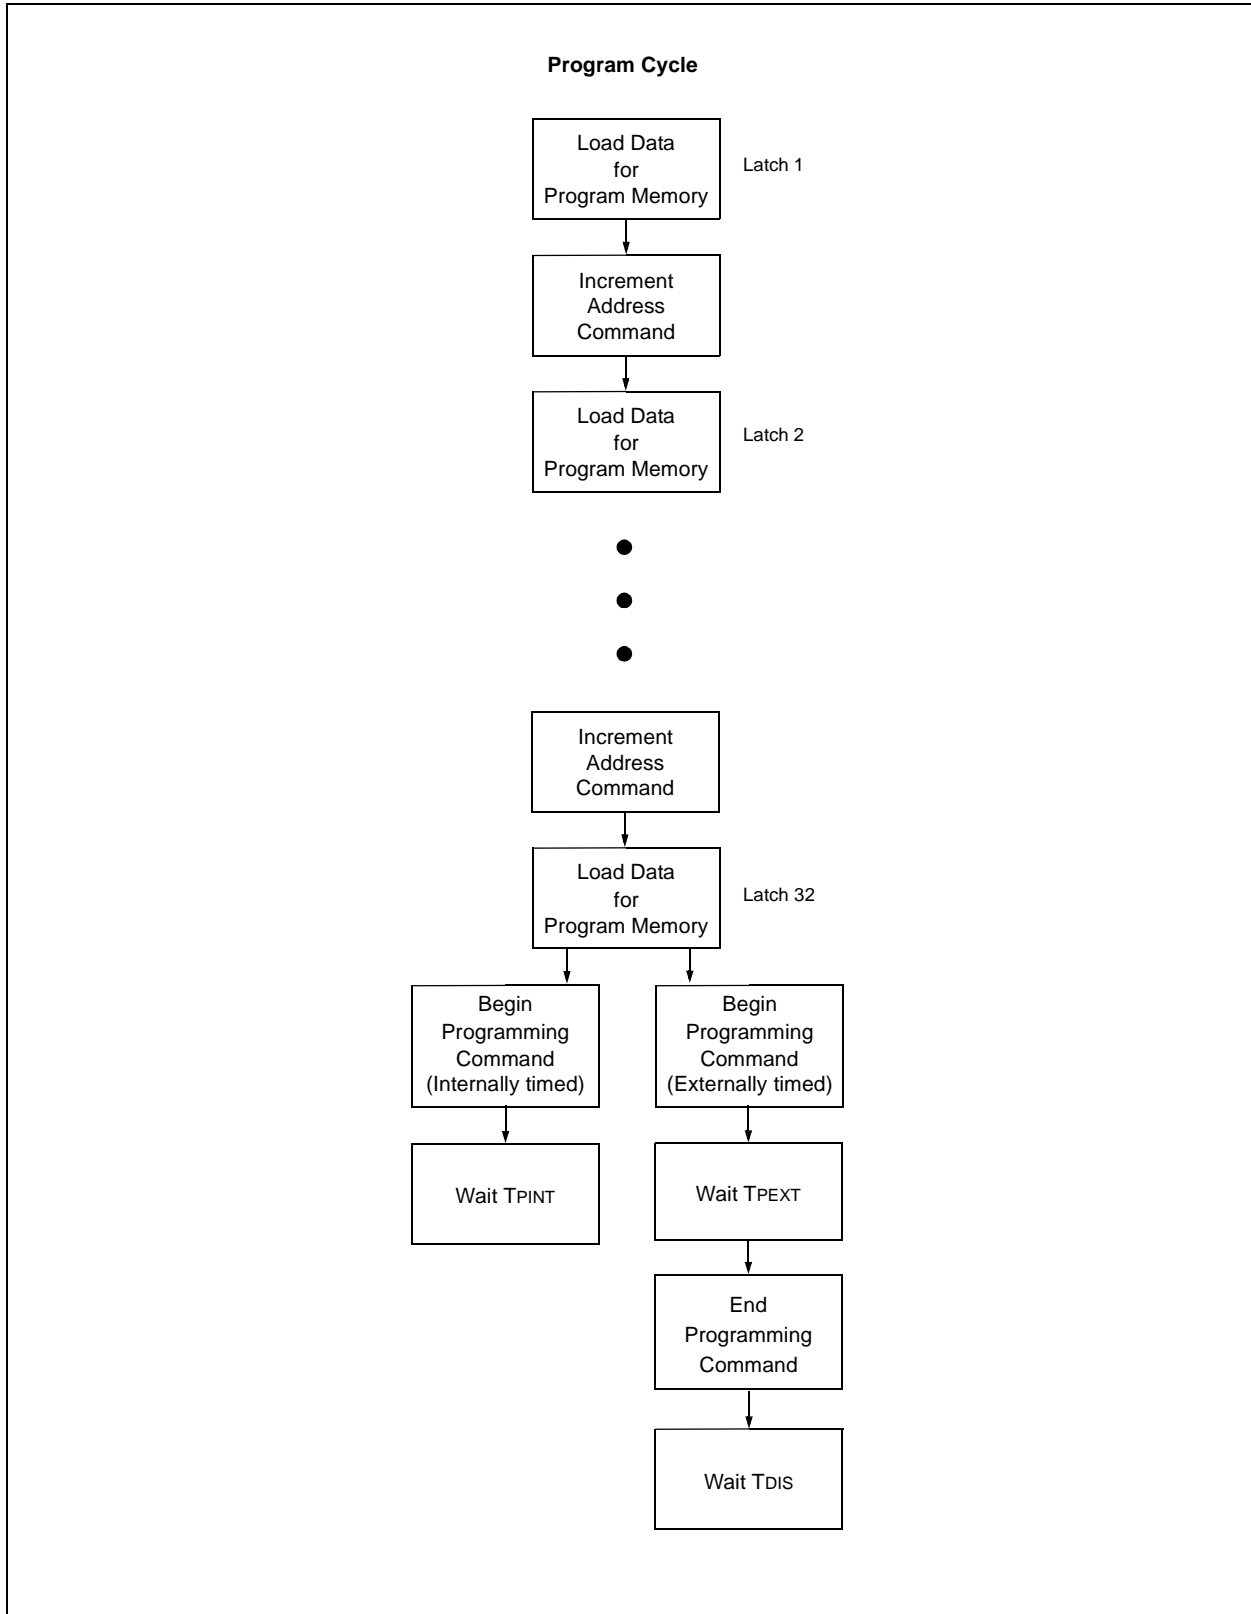 Program Cycle
Load Data
for
Program Memory
Latch 1
Increment
Address
Command
Load Data
for
Program Memory
Latch 2
Increment
Address
Command
Load Data
for
Program Memory
Latch 32
Begin
Programming
Command
(Internally timed)
Begin
Programming
Command
(Externally timed)
Wait TPINT
Wait TPEXT
End
Programming
Command
Wait TDIS